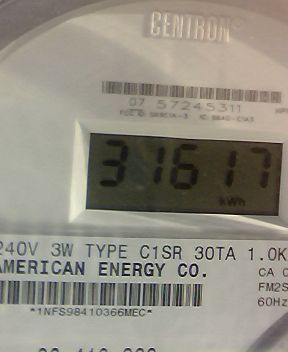 CENTRON
07 57245311
31617
kWh
240V 3W TYPE C1SR 30TA 1.0K
AMERICAN ENERGY CO.
CA 0
FM2S
60Hz
*1NFS98410366MEC*